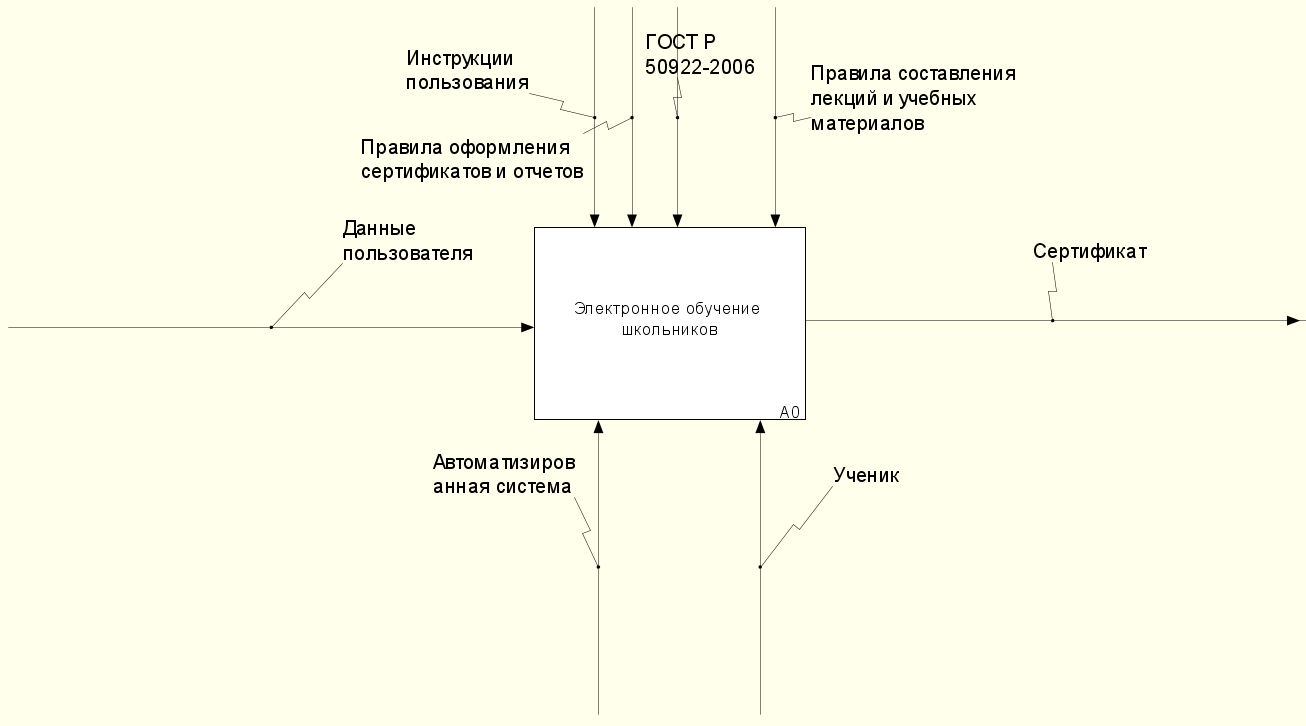 ГОСТ Р
50922-2006
Инструкции
пользования
Правила составления
лекций и учебных
материалов
Правила оформления
сертификатов и отчетов
Данные
пользователя
Сертификат
Электронное обучение
школьников
A0
Автоматизиров
анная система
Ученик